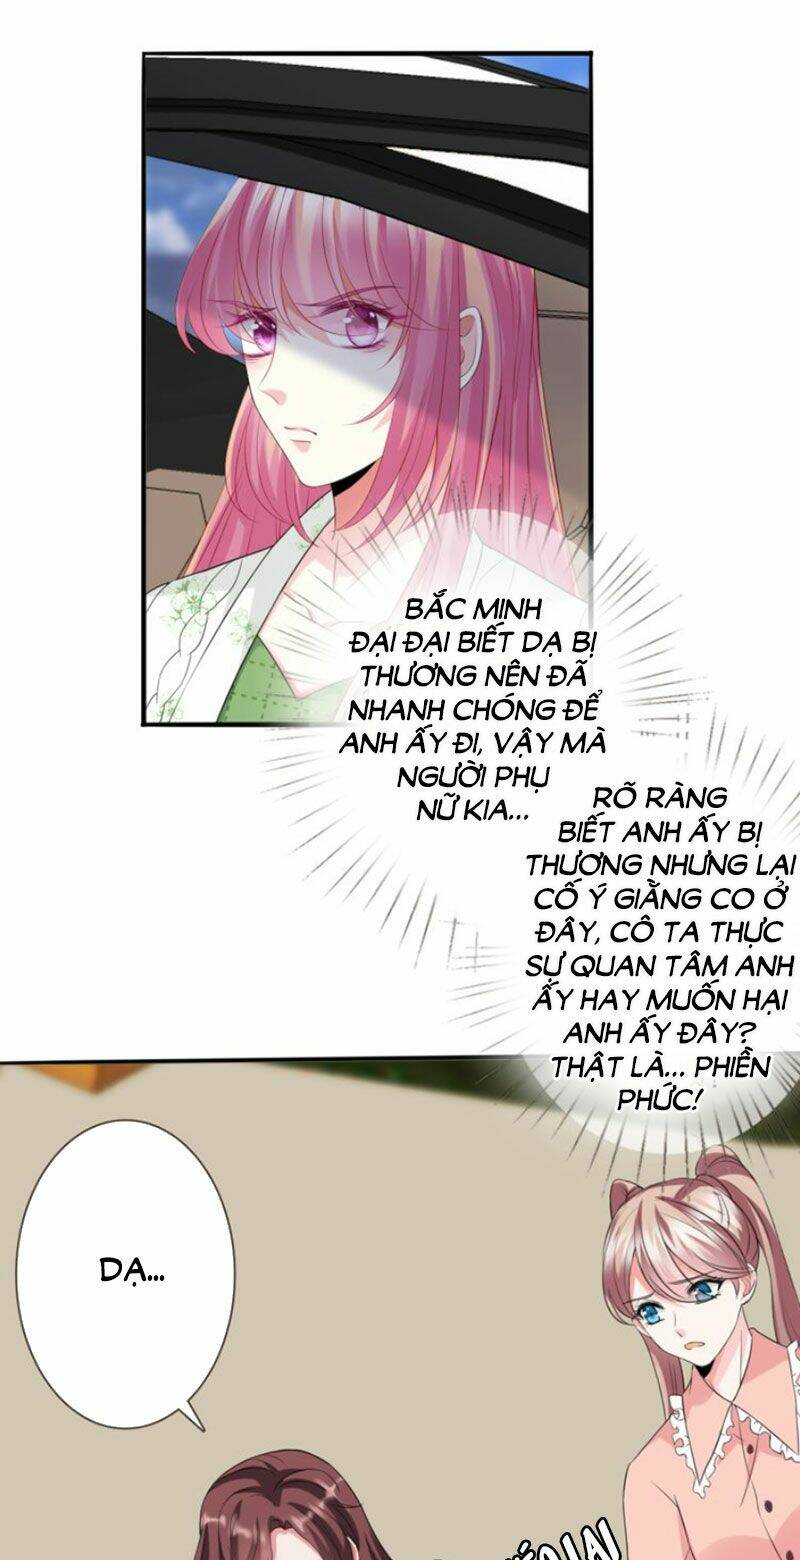 BẮC MINH
ĐẠI ĐẠI BIẾT DẠ BỊ
THƯƠNG NÊN ĐÃ
NHANH CHÓNG ĐỂ
ANH ẤY ĐI, VẬY MÀ
NGƯỜI PHỤ
NỮ KIA...
RÕ RÀNG
BIẾT ANH ẤY BỊ
THƯƠNG NHƯNG LẠI
CỐ Ý GIẰNG CO Ở
ĐÂY, CÔ TA THỰC
SỰ QUAN TÂM ANH
ẤY HAY MUỐN HẠI
ANH ẤY ĐÂY?
THẬT LÀ... PHIỀN
PHỨC!
DẠ...